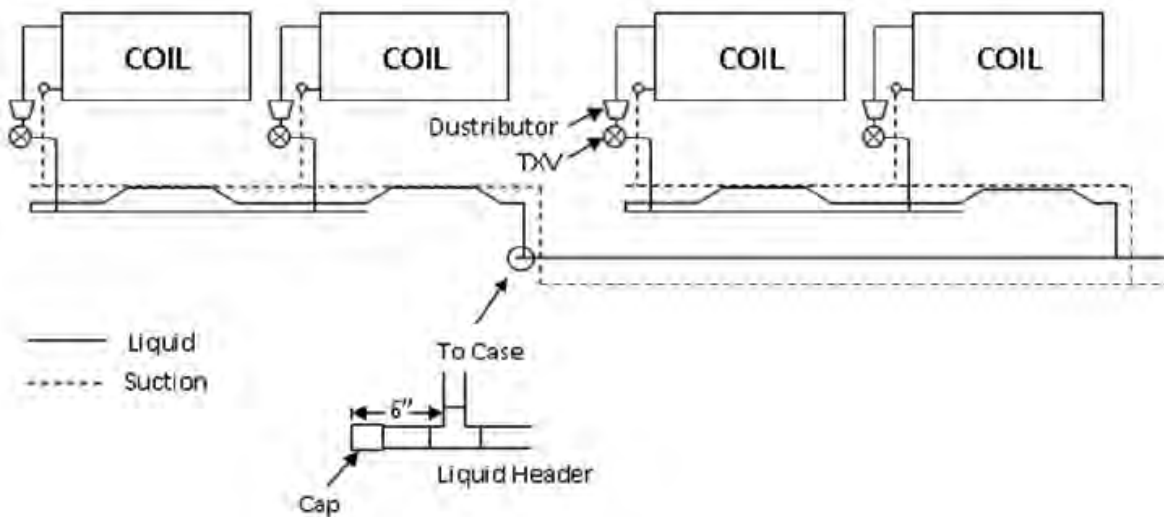 COIL
COIL
COIL
COIL
Dustributor
TXV
Liquid
Suction
To Case
6"
Liquid Header
Cap